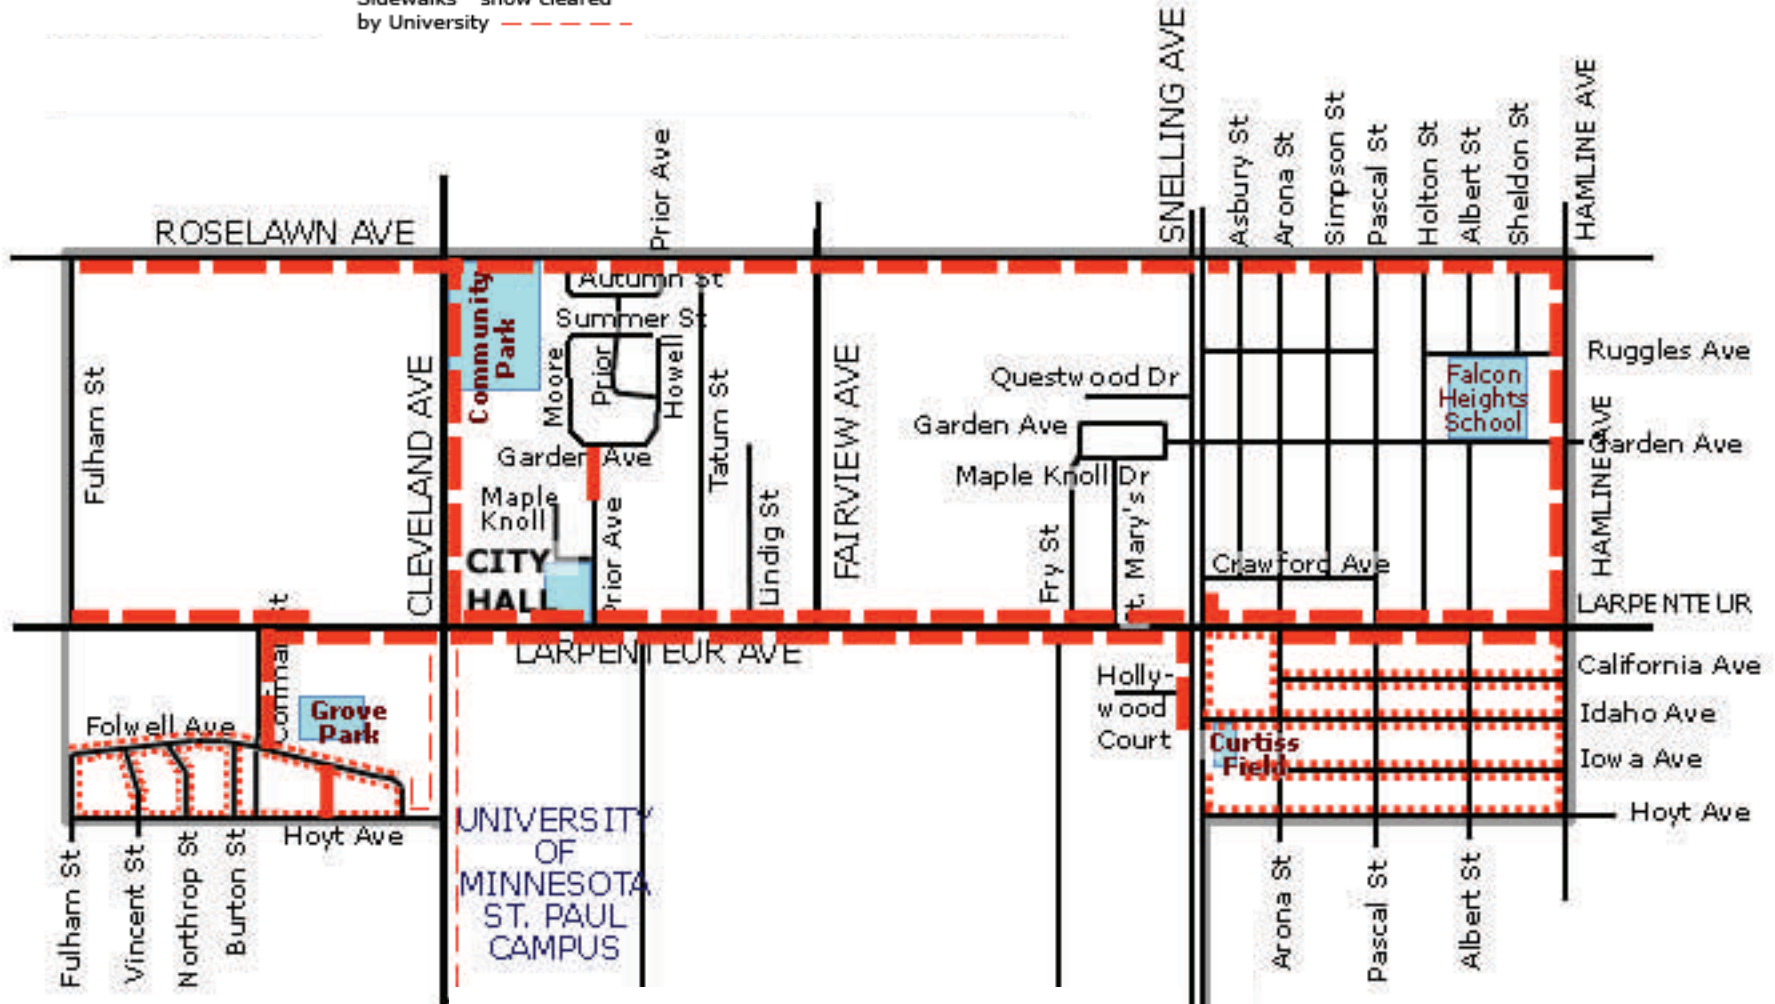 Sidewalks - snow cleared
by University
SNELLING AVE
HAMLINE AVE
Prior Ave
Asbury St
Arona St
Simpson St
Pascal St
Holton St
Albert St
Sheldon St
ROSELAWN AVE
Community
Park
Autumn St
Summer St
Moore
Prior
Howell
Tatum St
Fulham St
CLEVELAND AVE
FAIRVIEW AVE
Questwood Dr
Garden Ave
Maple Knoll Dr
Ruggles Ave
Falcon
Heights
School
HAMLINE AVE
Garden Ave
Garden Ave
Maple
Knoll
CITY
HALL
Prior Ave
Lindig St
Fry St
St. Mary's
Crawford Ave
LARPENTEUR
LARPENTEUR AVE
Folwell Ave
Grove
Park
Holly-
wood
Court
California Ave
Idaho Ave
Curtiss
Field
Iowa Ave
Hoyt Ave
Hoyt Ave
UNIVERSITY
OF
MINNESOTA
ST. PAUL
CAMPUS
Fulham St
Vincent St
Northrop St
Burton St
Arona St
Pascal St
Albert St